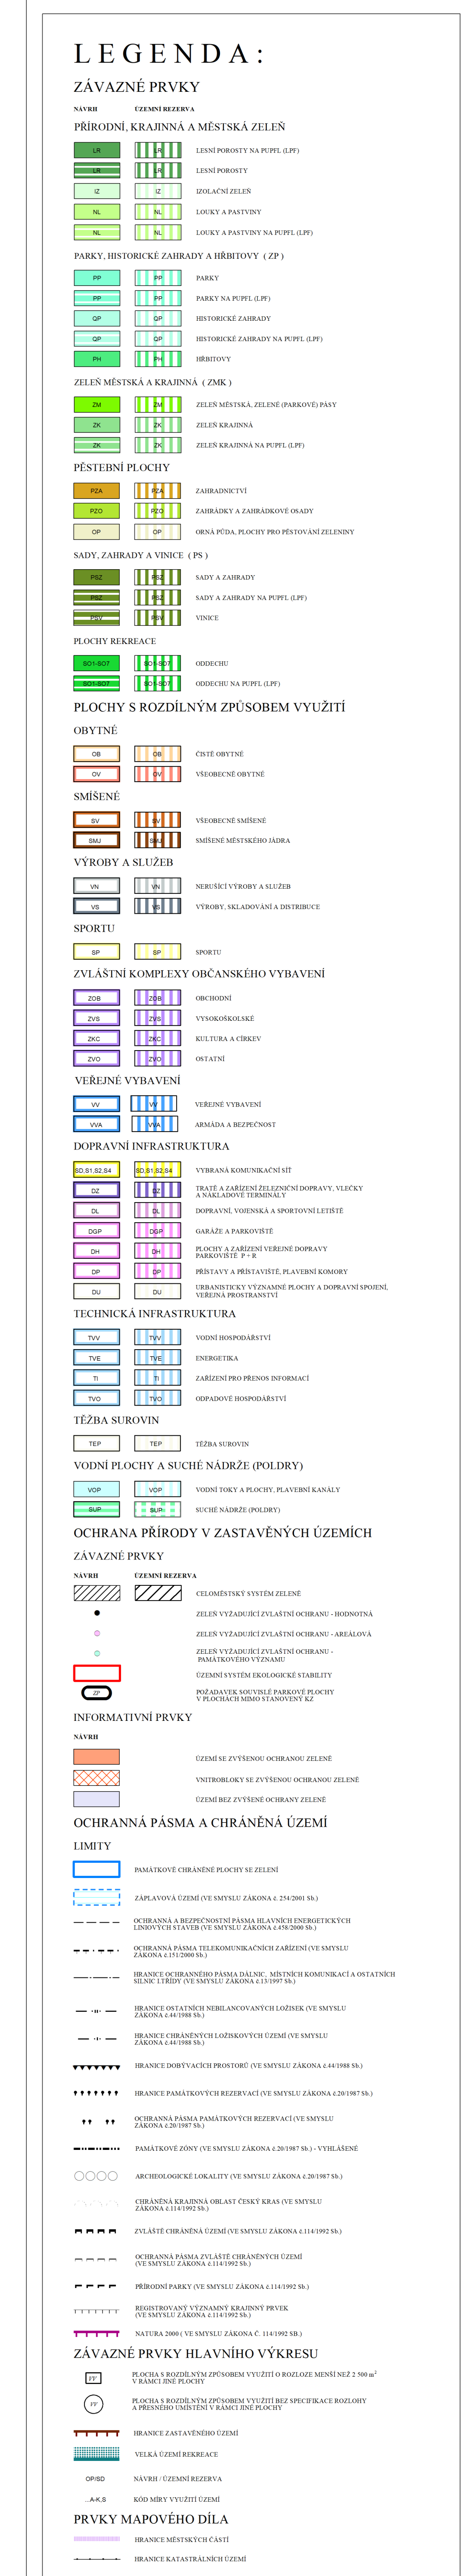 LEGENDA:
ZÁVAZNÉ PRVKY
NÁVRH ÚZEMNÍ REZERVA
PŘÍRODNÍ, KRAJINNÁ A MĚSTSKÁ ZELEŇ
LR LR LESNÍ POROSTY NA PUPFL (LPF)
LR LR LESNÍ POROSTY
IZ IZ IZOLAČNÍ ZELEŇ
NL NL LOUKY A PASTVINY
NL NL LOUKY A PASTVINY NA PUPFL (LPF)
PARKY, HISTORICKÉ ZAHRADY A HŘBITOVY ( ZP )
PP PP PARKY
PP PP PARKY NA PUPFL (LPF)
QP QP HISTORICKÉ ZAHRADY
QP QP HISTORICKÉ ZAHRADY NA PUPFL (LPF)
PH PH HŘBITOVY
ZELEŇ MĚSTSKÁ A KRAJINNÁ ( ZMK )
ZM ZM ZELEŇ MĚSTSKÁ, ZELENÉ (PARKOVÉ) PÁSY
ZK ZK ZELEŇ KRAJINNÁ
ZK ZK ZELEŇ KRAJINNÁ NA PUPFL (LPF)
PĚSTEBNÍ PLOCHY
PZA PZA ZAHRADNICTVÍ
PZO PZO ZAHRÁDKY A ZAHRÁDKOVÉ OSADY
OP OP ORNÁ PŮDA, PLOCHY PRO PĚSTOVÁNÍ ZELENINY
SADY, ZAHRADY A VINICE ( PS )
PSZ PSZ SADY A ZAHRADY
PSZ PSZ SADY A ZAHRADY NA PUPFL (LPF)
PSV PSV VINICE
PLOCHY REKREACE
SO1-SO7 SO1-SO7 ODDECHU
SO1-SO7 SO1-SO7 ODDECHU NA PUPFL (LPF)
PLOCHY S ROZDÍLNÝM ZPŮSOBEM VYUŽITÍ
OBYTNÉ
OB OB ČISTĚ OBYTNÉ
OV OV VŠEOBECNĚ OBYTNÉ
SMÍŠENÉ
SV SV VŠEOBECNĚ SMÍŠENÉ
SMJ SMJ SMÍŠENÉ MĚSTSKÉHO JÁDRA
VÝROBY A SLUŽEB
VN VN NERUŠÍCÍ VÝROBY A SLUŽEB
VS VS VÝROBY, SKLADOVÁNÍ A DISTRIBUCE
SPORTU
SP SP SPORTU
ZVLÁŠTNÍ KOMPLEXY OBČANSKÉHO VYBAVENÍ
ZOB ZOB OBCHODNÍ
ZVS ZVS VYSOKOŠKOLSKÉ
ZKC ZKC KULTURA A CÍRKEV
ZVO ZVO OSTATNÍ
VEŘEJNÉ VYBAVENÍ
VV VV VEŘEJNÉ VYBAVENÍ
VVA VVA ARMÁDA A BEZPEČNOST
DOPRAVNÍ INFRASTRUKTURA
SD,S1,S2,S4 SD,S1,S2,S4 VYBRANÁ KOMUNIKAČNÍ SÍŤ
DZ DZ TRATĚ A ZAŘÍZENÍ ŽELEZNIČNÍ DOPRAVY, VLEČKY
A NÁKLADOVÉ TERMINÁLY
DL DL DOPRAVNÍ, VOJENSKÁ A SPORTOVNÍ LETIŠTĚ
DGP DGP GARÁŽE A PARKOVIŠTĚ
DH DH PLOCHY A ZAŘÍZENÍ VEŘEJNÉ DOPRAVY
PARKOVIŠTĚ P + R
DP DP PŘÍSTAVY A PŘÍSTAVIŠTĚ, PLAVEBNÍ KOMORY
DU DU URBANISTICKY VÝZNAMNÉ PLOCHY A DOPRAVNÍ SPOJENÍ,
VEŘEJNÁ PROSTRANSTVÍ
TECHNICKÁ INFRASTRUKTURA
TVV TVV VODNÍ HOSPODÁŘSTVÍ
TVE TVE ENERGETIKA
TI TI ZAŘÍZENÍ PRO PŘENOS INFORMACÍ
TVO TVO ODPADOVÉ HOSPODÁŘSTVÍ
TĚŽBA SUROVIN
TEP TEP TĚŽBA SUROVIN
VODNÍ PLOCHY A SUCHÉ NÁDRŽE (POLDRY)
VOP VOP VODNÍ TOKY A PLOCHY, PLAVEBNÍ KANÁLY
SUP SUP SUCHÉ NÁDRŽE (POLDRY)
OCHRANA PŘÍRODY V ZASTAVĚNÝCH ÚZEMÍCH
ZÁVAZNÉ PRVKY
NÁVRH ÚZEMNÍ REZERVA
CELOMĚSTSKÝ SYSTÉM ZELENĚ
ZELEŇ VYŽADUJÍCÍ ZVLÁŠTNÍ OCHRANU - HODNOTNÁ
ZELEŇ VYŽADUJÍCÍ ZVLÁŠTNÍ OCHRANU - AREÁLOVÁ
ZELEŇ VYŽADUJÍCÍ ZVLÁŠTNÍ OCHRANU -
PAMÁTKOVÉHO VÝZNAMU
ÚZEMNÍ SYSTÉM EKOLOGICKÉ STABILITY
ZP POŽADAVEK SOUVISLÉ PARKOVÉ PLOCHY
V PLOCHÁCH MIMO STANOVENÝ KZ
INFORMATIVNÍ PRVKY
NÁVRH
ÚZEMÍ SE ZVÝŠENOU OCHRANOU ZELENĚ
VNITROBLOKY SE ZVÝŠENOU OCHRANOU ZELENĚ
ÚZEMÍ BEZ ZVÝŠENÉ OCHRANY ZELENĚ
OCHRANNÁ PÁSMA A CHRÁNĚNÁ ÚZEMÍ
LIMITY
PAMÁTKOVĚ CHRÁNĚNÉ PLOCHY SE ZELENÍ
ZÁPLAVOVÁ ÚZEMÍ (VE SMYSLU ZÁKONA č. 254/2001 Sb.)
OCHRANNÁ A BEZPEČNOSTNÍ PÁSMA HLAVNÍCH ENERGETICKÝCH
LINIOVÝCH STAVEB (VE SMYSLU ZÁKONA č.458/2000 Sb.)
OCHRANNÁ PÁSMA TELEKOMUNIKAČNÍCH ZAŘÍZENÍ (VE SMYSLU
ZÁKONA č.151/2000 Sb.)
HRANICE OCHRANNÉHO PÁSMA DÁLNIC, MÍSTNÍCH KOMUNIKACÍ A OSTATNÍCH
SILNIC I.TŘÍDY (VE SMYSLU ZÁKONA č.13/1997 Sb.)
HRANICE OSTATNÍCH NEBILANCOVANÝCH LOŽISEK (VE SMYSLU
ZÁKONA č.44/1988 Sb.)
HRANICE CHRÁNĚNÝCH LOŽISKOVÝCH ÚZEMÍ (VE SMYSLU
ZÁKONA č.44/1988 Sb.)
HRANICE DOBÝVACÍCH PROSTORŮ (VE SMYSLU ZÁKONA č.44/1988 Sb.)
HRANICE PAMÁTKOVÝCH REZERVACÍ (VE SMYSLU ZÁKONA č.20/1987 Sb.)
OCHRANNÁ PÁSMA PAMÁTKOVÝCH REZERVACÍ (VE SMYSLU
ZÁKONA č.20/1987 Sb.)
PAMÁTKOVÉ ZÓNY (VE SMYSLU ZÁKONA č.20/1987 Sb.) - VYHLÁŠENÉ
ARCHEOLOGICKÉ LOKALITY (VE SMYSLU ZÁKONA č.20/1987 Sb.)
CHRÁNĚNÁ KRAJINNÁ OBLAST ČESKÝ KRAS (VE SMYSLU
ZÁKONA č.114/1992 Sb.)
ZVLÁŠTĚ CHRÁNĚNÁ ÚZEMÍ (VE SMYSLU ZÁKONA č.114/1992 Sb.)
OCHRANNÁ PÁSMA ZVLÁŠTĚ CHRÁNĚNÝCH ÚZEMÍ
(VE SMYSLU ZÁKONA č.114/1992 Sb.)
PŘÍRODNÍ PARKY (VE SMYSLU ZÁKONA č.114/1992 Sb.)
REGISTROVANÝ VÝZNAMNÝ KRAJINNÝ PRVEK
(VE SMYSLU ZÁKONA č.114/1992 Sb.)
NATURA 2000 ( VE SMYSLU ZÁKONA Č. 114/1992 SB.)
ZÁVAZNÉ PRVKY HLAVNÍHO VÝKRESU
VV PLOCHA S ROZDÍLNÝM ZPŮSOBEM VYUŽITÍ O ROZLOZE MENŠÍ NEŽ 2 500 m²
V RÁMCI JINÉ PLOCHY
VV PLOCHA S ROZDÍLNÝM ZPŮSOBEM VYUŽITÍ BEZ SPECIFIKACE ROZLOHY
A PŘESNÉHO UMÍSTĚNÍ V RÁMCI JINÉ PLOCHY
HRANICE ZASTAVĚNÉHO ÚZEMÍ
VELKÁ ÚZEMÍ REKREACE
OP/SD NÁVRH / ÚZEMNÍ REZERVA
...A-K,S KÓD MÍRY VYUŽITÍ ÚZEMÍ
PRVKY MAPOVÉHO DÍLA
HRANICE MĚSTSKÝCH ČÁSTÍ
HRANICE KATASTRÁLNÍCH ÚZEMÍ